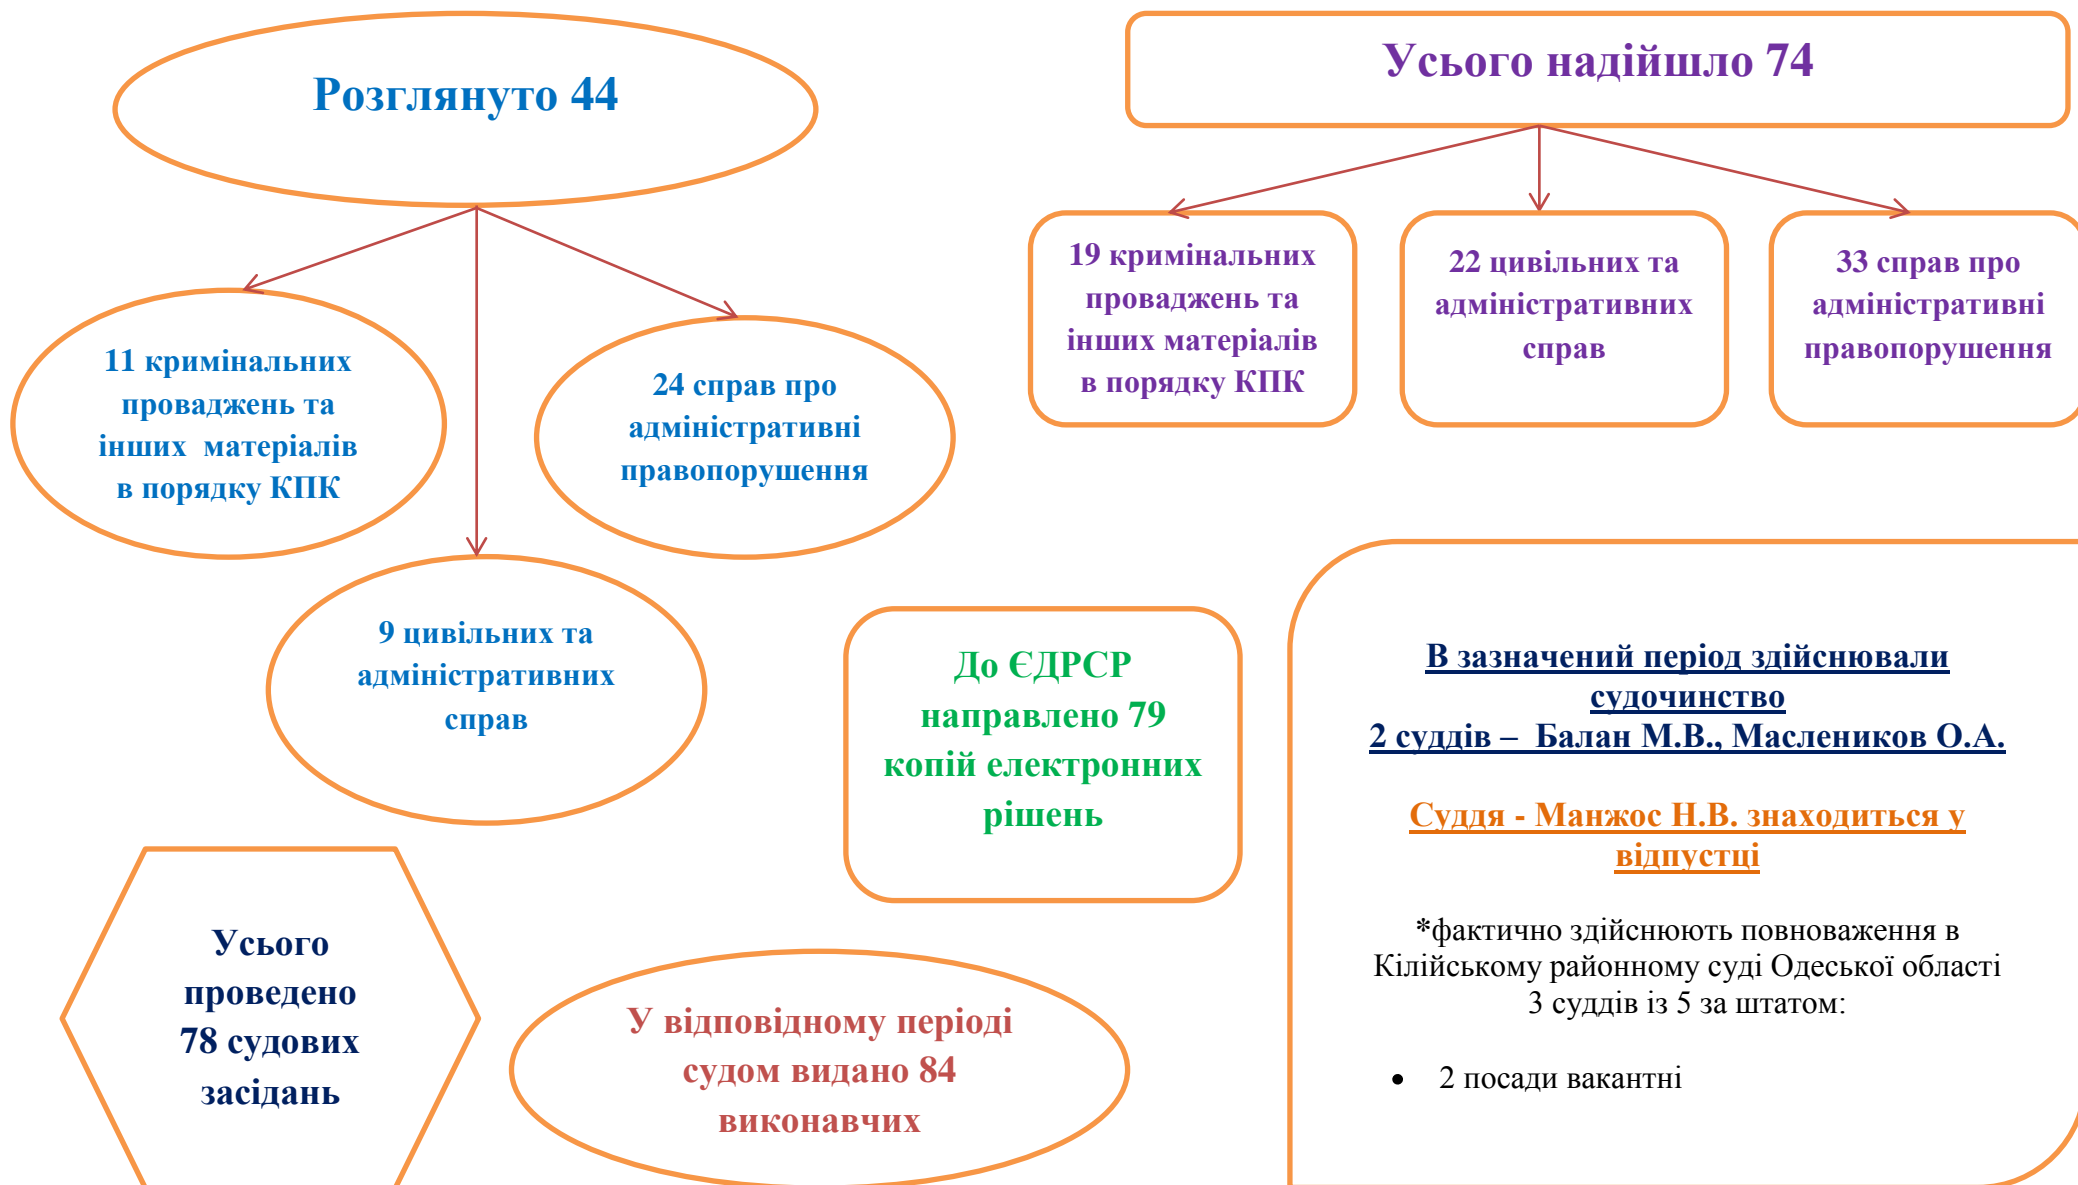 Розглянуто 44
Усього надійшло 74
19 кримінальних
проваджень та
інших матеріалів
в порядку КПК
22 цивільних та
адміністративних
справ
33 справ про
адміністративні
правопорушення
11 кримінальних
проваджень та
інших  матеріалів
в порядку КПК
24 справ про
адміністративні
правопорушення
9 цивільних та
адміністративних
справ
До ЄДРСР
направлено 79
копій електронних
рішень
В зазначений період здійснювали
судочинство
2 суддів –  Балан М.В., Маслеников О.А.
Суддя - Манжос Н.В. знаходиться у
відпустці
*фактично здійснюють повноваження в
Кілійському районному суді Одеської області
3 суддів із 5 за штатом:
• 2 посади вакантні
Усього
проведено
78 судових
засідань
У відповідному періоді
судом видано 84
виконавчих